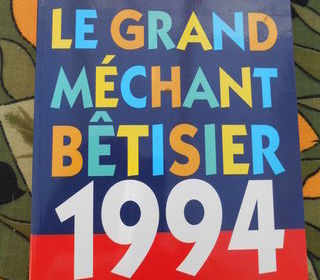 LE GRAND
MÉCHANT
BÊTISIER
1994